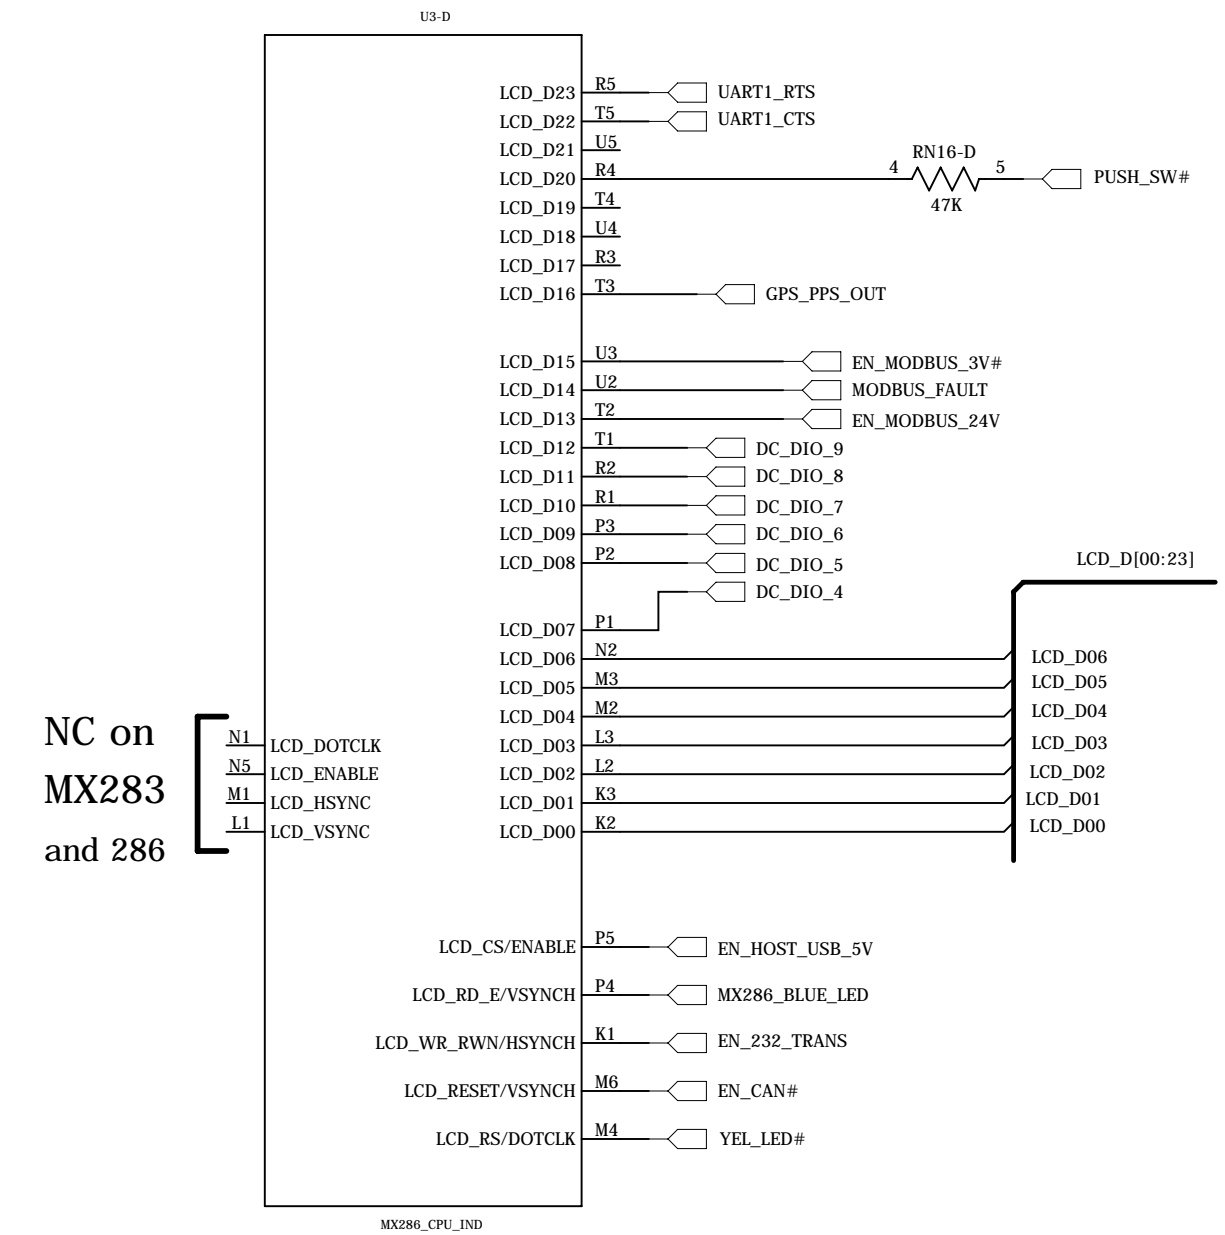 U3-D
LCD_D23 R5 UART1_RTS
LCD_D22 T5 UART1_CTS
LCD_D21 U5
RN16-D
LCD_D20 R4 4 5 PUSH_SW#
47K
LCD_D19 T4
LCD_D18 U4
LCD_D17 R3
LCD_D16 T3 GPS_PPS_OUT
LCD_D15 U3 EN_MODBUS_3V#
LCD_D14 U2 MODBUS_FAULT
LCD_D13 T2 EN_MODBUS_24V
LCD_D12 T1 DC_DIO_9
LCD_D11 R2 DC_DIO_8
LCD_D10 R1 DC_DIO_7
LCD_D09 P3 DC_DIO_6
LCD_D08 P2 DC_DIO_5
LCD_D[00:23]
DC_DIO_4
LCD_D07 P1
LCD_D06 N2 LCD_D06
LCD_D05 M3 LCD_D05
LCD_D04 M2 LCD_D04
LCD_D03 L3 LCD_D03
LCD_D02 L2 LCD_D02
LCD_D01 K3 LCD_D01
LCD_D00 K2 LCD_D00
NC on
MX283
and 286
N1 LCD_DOTCLK
N5 LCD_ENABLE
M1 LCD_HSYNC
L1 LCD_VSYNC
LCD_CS/ENABLE P5 EN_HOST_USB_5V
LCD_RD_E/VSYNCH P4 MX286_BLUE_LED
LCD_WR_RWN/HSYNCH K1 EN_232_TRANS
LCD_RESET/VSYNCH M6 EN_CAN#
LCD_RS/DOTCLK M4 YEL_LED#
MX286_CPU_IND